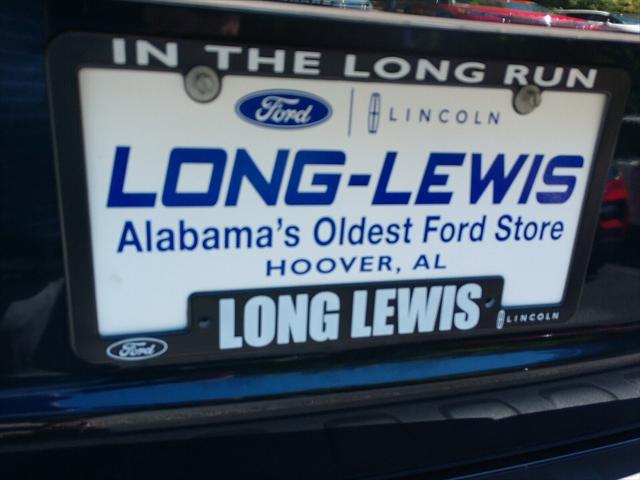 IN THE LONG RUN
Ford LINCOLN
LONG-LEWIS
Alabama's Oldest Ford Store
HOOVER, AL
LONG LEWIS
Ford LINCOLN